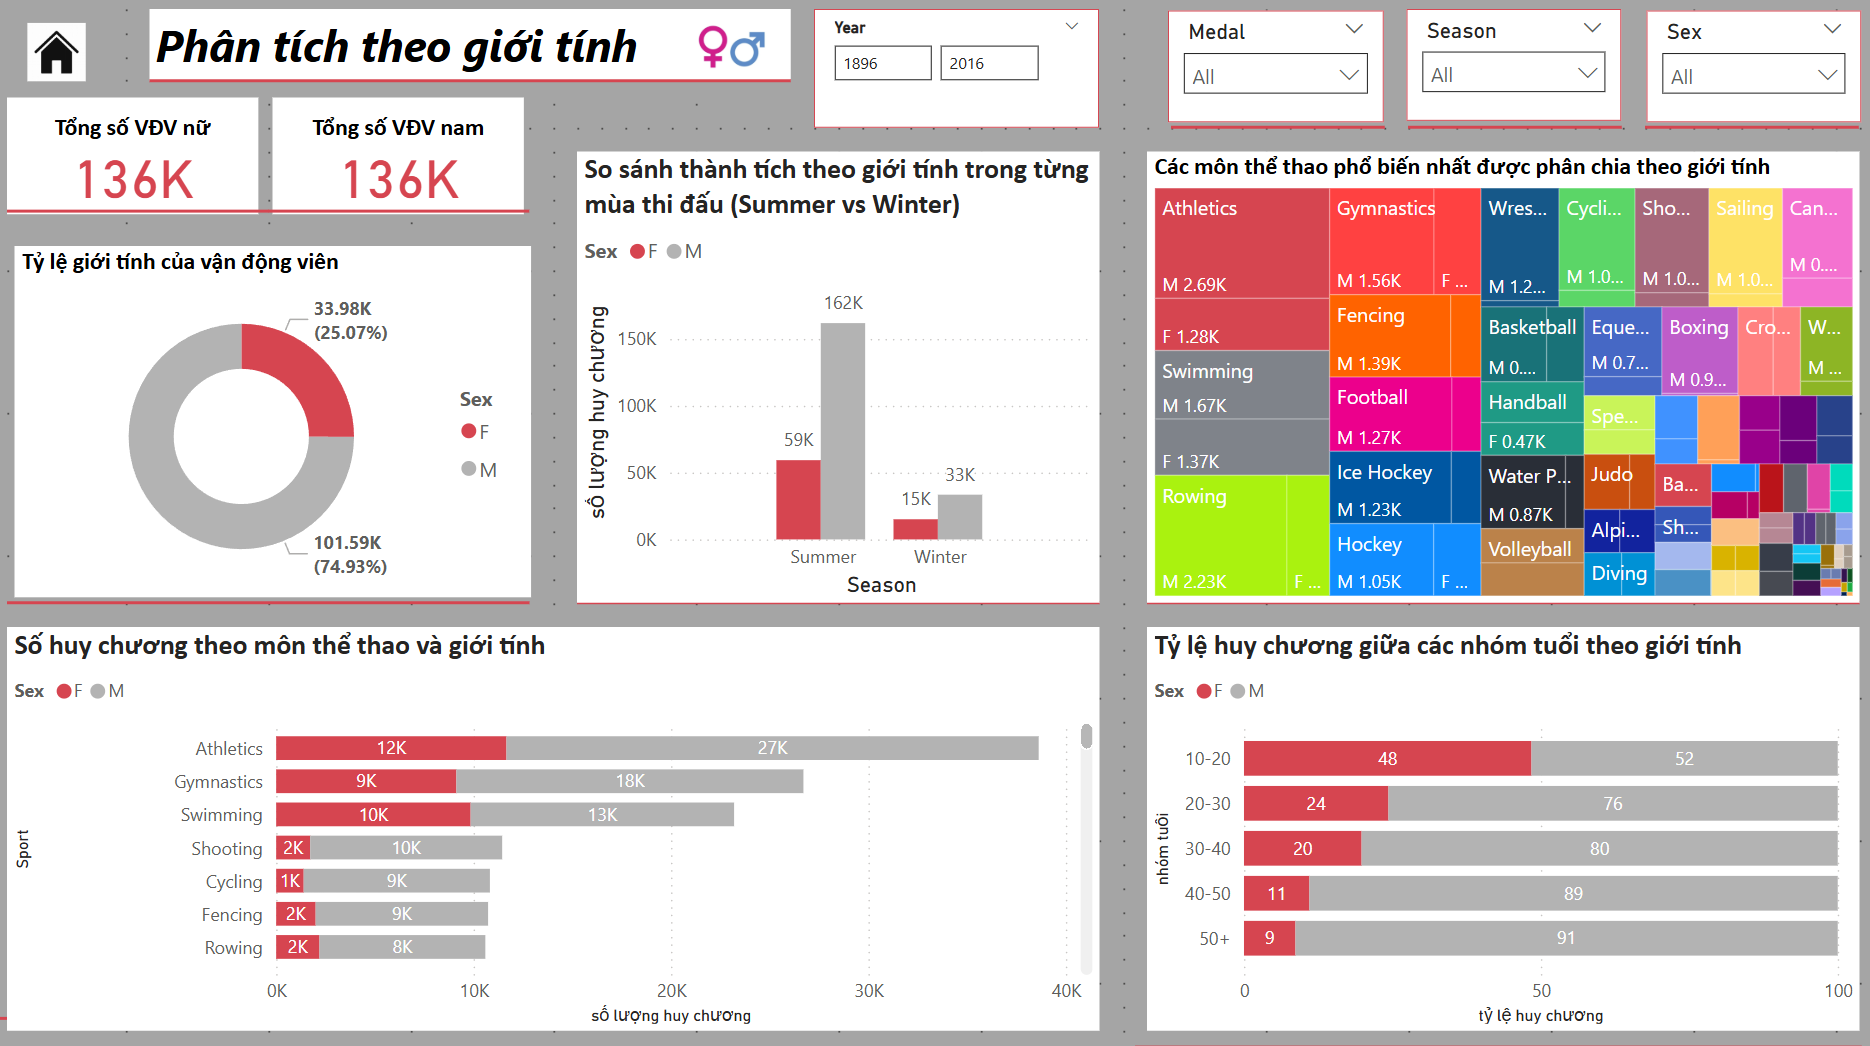 Phân tích theo giới tính
Year
1896
2016
Medal
All
Season
All
Sex
All
Tổng số VĐV nữ
136K
Tổng số VĐV nam
136K
Tỷ lệ giới tính của vận động viên
33.98K
(25.07%)
101.59K
(74.93%)
Sex
F
M
So sánh thành tích theo giới tính trong từng
mùa thi đấu (Summer vs Winter)
Sex F M
số lượng huy chương
150K
100K
50K
0K
59K
162K
15K
33K
Summer
Winter
Season
Các môn thể thao phổ biến nhất được phân chia theo giới tính
Athletics
M 2.69K
F 1.28K
Swimming
M 1.67K
F 1.37K
Rowing
M 2.23K
F ...
Gymnastics
M 1.56K
F ...
Fencing
M 1.39K
Football
M 1.27K
Ice Hockey
M 1.23K
Hockey
M 1.05K
F ...
Wres...
M 1.2...
Cycli...
M 1.0...
Sho...
M 1.0...
Sailing
M 1.0...
Can...
M 0....
Basketball
M 0....
Handball
F 0.47K
Water P...
M 0.87K
Volleyball
Eque...
M 0.7...
Boxing
M 0.9...
Cro...
W...
M ...
Spe...
Judo
Alpi...
Diving
Ba...
Sh...
Số huy chương theo môn thể thao và giới tính
Sex F M
Sport
Athletics 12K 27K
Gymnastics 9K 18K
Swimming 10K 13K
Shooting 2K 10K
Cycling 1K 9K
Fencing 2K 9K
Rowing 2K 8K
0K 10K 20K 30K 40K
số lượng huy chương
Tỷ lệ huy chương giữa các nhóm tuổi theo giới tính
Sex F M
nhóm tuổi
10-20 48 52
20-30 24 76
30-40 20 80
40-50 11 89
50+ 9 91
0 50 100
tỷ lệ huy chương